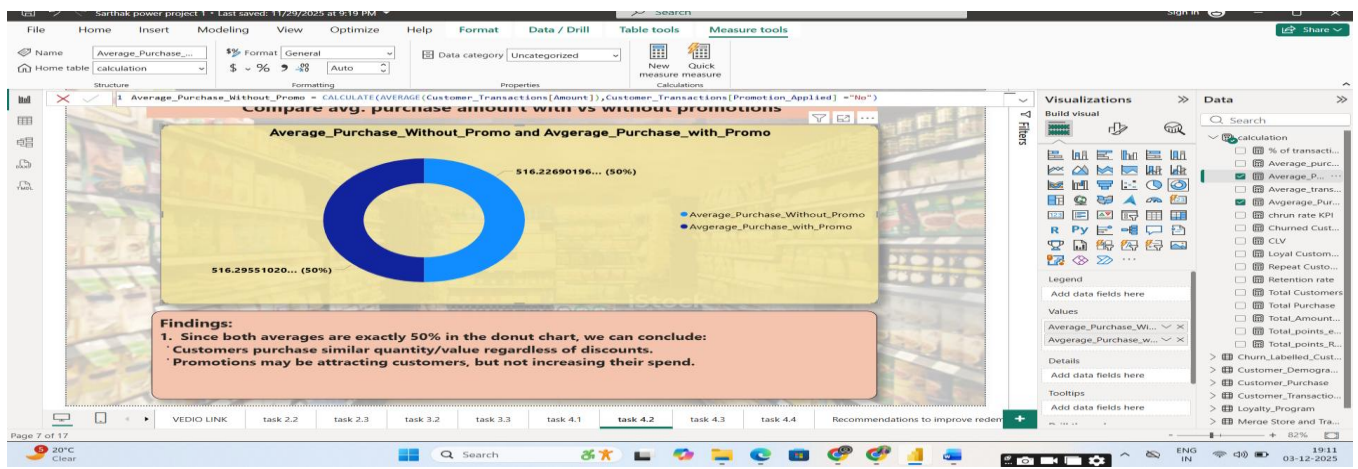 Sarthak power project 1 • Last saved: 11/29/2025 at 9:19 PM
Search
Sign in
File Home Insert Modeling View Optimize Help Format Data / Drill Table tools Measure tools
Share
Name Average_Purchase_...
Home table calculation
Structure
$% Format General
$ % Auto
Formatting
Data category Uncategorized
Properties
New measure
Quick measure
Calculations
1 Average_Purchase_Without_Promo = CALCULATE(AVERAGE(Customer_Transactions[Amount]),Customer_Transactions[Promotion_Applied] ="No")
Compare avg. purchase amount with vs without promotions
Average_Purchase_Without_Promo and Avgerage_Purchase_with_Promo
516.22690196... (50%)
Average_Purchase_Without_Promo
Avgerage_Purchase_with_Promo
516.29551020... (50%)
iStock
Findings:
1. Since both averages are exactly 50% in the donut chart, we can conclude:
Customers purchase similar quantity/value regardless of discounts.
Promotions may be attracting customers, but not increasing their spend.
Filters
Visualizations
Build visual
R Py
123
Legend
Add data fields here
Values
Average_Purchase_Wi...
Avgerage_Purchase_w...
Details
Add data fields here
Tooltips
Add data fields here
Data
Search
calculation
% of transacti...
Average_purc...
Average_P...
Average_trans...
Avgerage_Pur...
chrun rate KPI
Churned Cust...
CLV
Loyal Custom...
Repeat Custo...
Retention rate
Total Customers
Total Purchase
Total_Amount...
Total_points_e...
Total_points_R...
Churn_Labelled_Cust...
Customer_Demogra...
Customer_Purchase
Customer_Transactio...
Loyalty_Program
Merge Store and Tra...
VEDIO LINK task 2.2 task 2.3 task 3.2 task 3.3 task 4.1 task 4.2 task 4.3 task 4.4 Recommendations to improve redem
Page 7 of 17
82%
5
20°C
Clear
Search
ENG
IN
19:11
03-12-2025